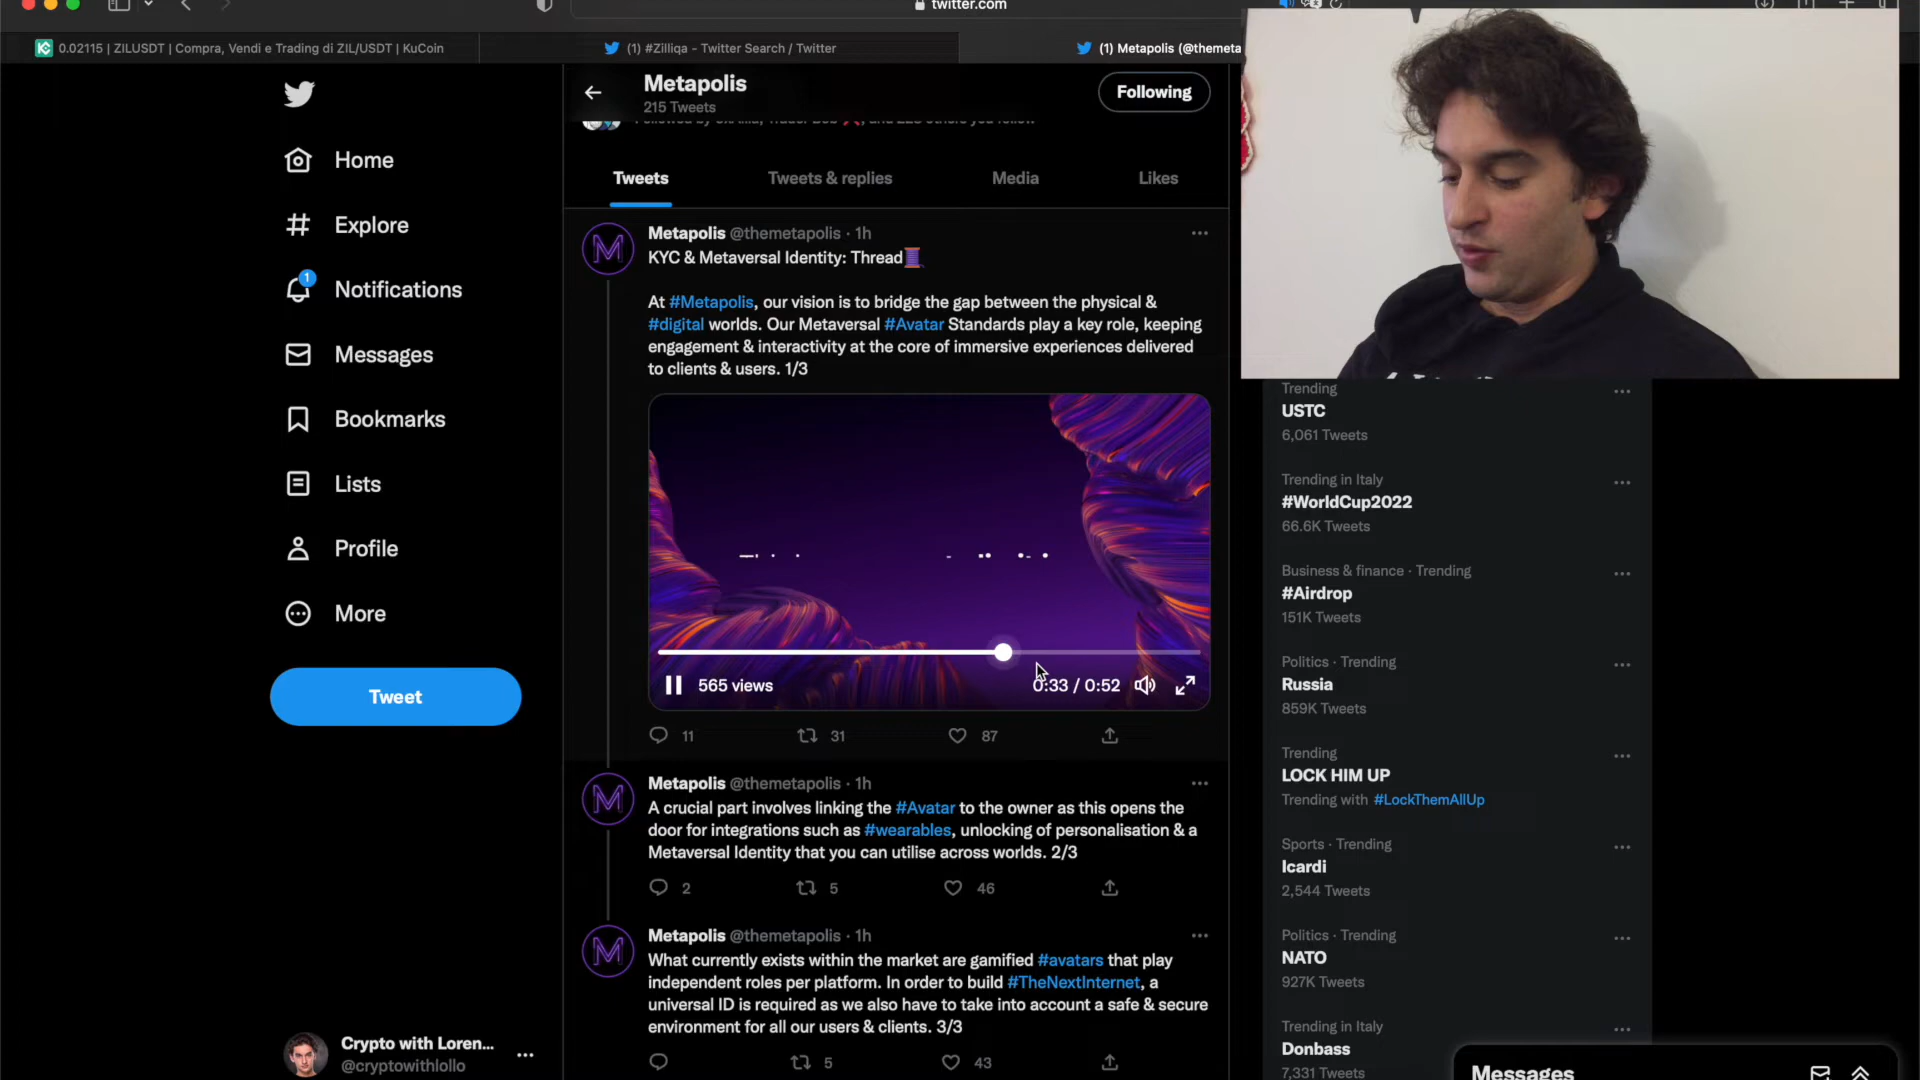 twitter.com
0.02115 | ZILUSDT | Compra, Vendi e Trading di ZIL/USDT | KuCoin
(1) #Zilliqa - Twitter Search / Twitter
(1) Metapolis (@themeta
Metapolis
215 Tweets
Following
Home
Explore
1
Notifications
Messages
Bookmarks
Lists
Profile
More
Tweet
Crypto with Loren...
@cryptowithlollo
Tweets
Tweets & replies
Media
Likes
Metapolis @themetapolis · 1h
KYC & Metaversal Identity: Thread
At #Metapolis, our vision is to bridge the gap between the physical &
#digital worlds. Our Metaversal #Avatar Standards play a key role, keeping
engagement & interactivity at the core of immersive experiences delivered
to clients & users. 1/3
565 views
0:33 / 0:52
11
31
87
Metapolis @themetapolis · 1h
A crucial part involves linking the #Avatar to the owner as this opens the
door for integrations such as #wearables, unlocking of personalisation & a
Metaversal Identity that you can utilise across worlds. 2/3
2
5
46
Metapolis @themetapolis · 1h
What currently exists within the market are gamified #avatars that play
independent roles per platform. In order to build #TheNextInternet, a
universal ID is required as we also have to take into account a safe & secure
environment for all our users & clients. 3/3
5
43
Trending
USTC
6,061 Tweets
Trending in Italy
#WorldCup2022
66.6K Tweets
Business & finance · Trending
#Airdrop
151K Tweets
Politics · Trending
Russia
859K Tweets
Trending
LOCK HIM UP
Trending with #LockThemAllUp
Sports · Trending
Icardi
2,544 Tweets
Politics · Trending
NATO
927K Tweets
Trending in Italy
Donbass
7,331 Tweets
Messages